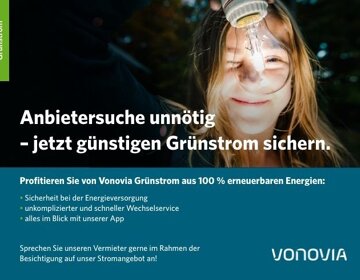 Grünstrom
Anbietersuche unnötig
– jetzt günstigen Grünstrom sichern.
Profitieren Sie von Vonovia Grünstrom aus 100 % erneuerbaren Energien:
• Sicherheit bei der Energieversorgung
• unkomplizierter und schneller Wechselservice
• alles im Blick mit unserer App
Sprechen Sie unseren Vermieter gerne im Rahmen der
Besichtigung auf unser Stromangebot an!
VONOVIA